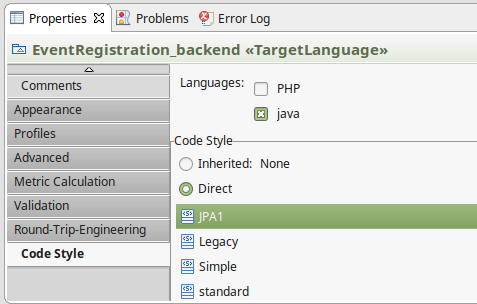 Properties Problems Error Log
EventRegistration_backend «TargetLanguage»
Comments
Appearance
Profiles
Advanced
Metric Calculation
Validation
Round-Trip-Engineering
Code Style
Languages: PHP
java
Code Style
Inherited: None
Direct
JPA1
Legacy
Simple
standard